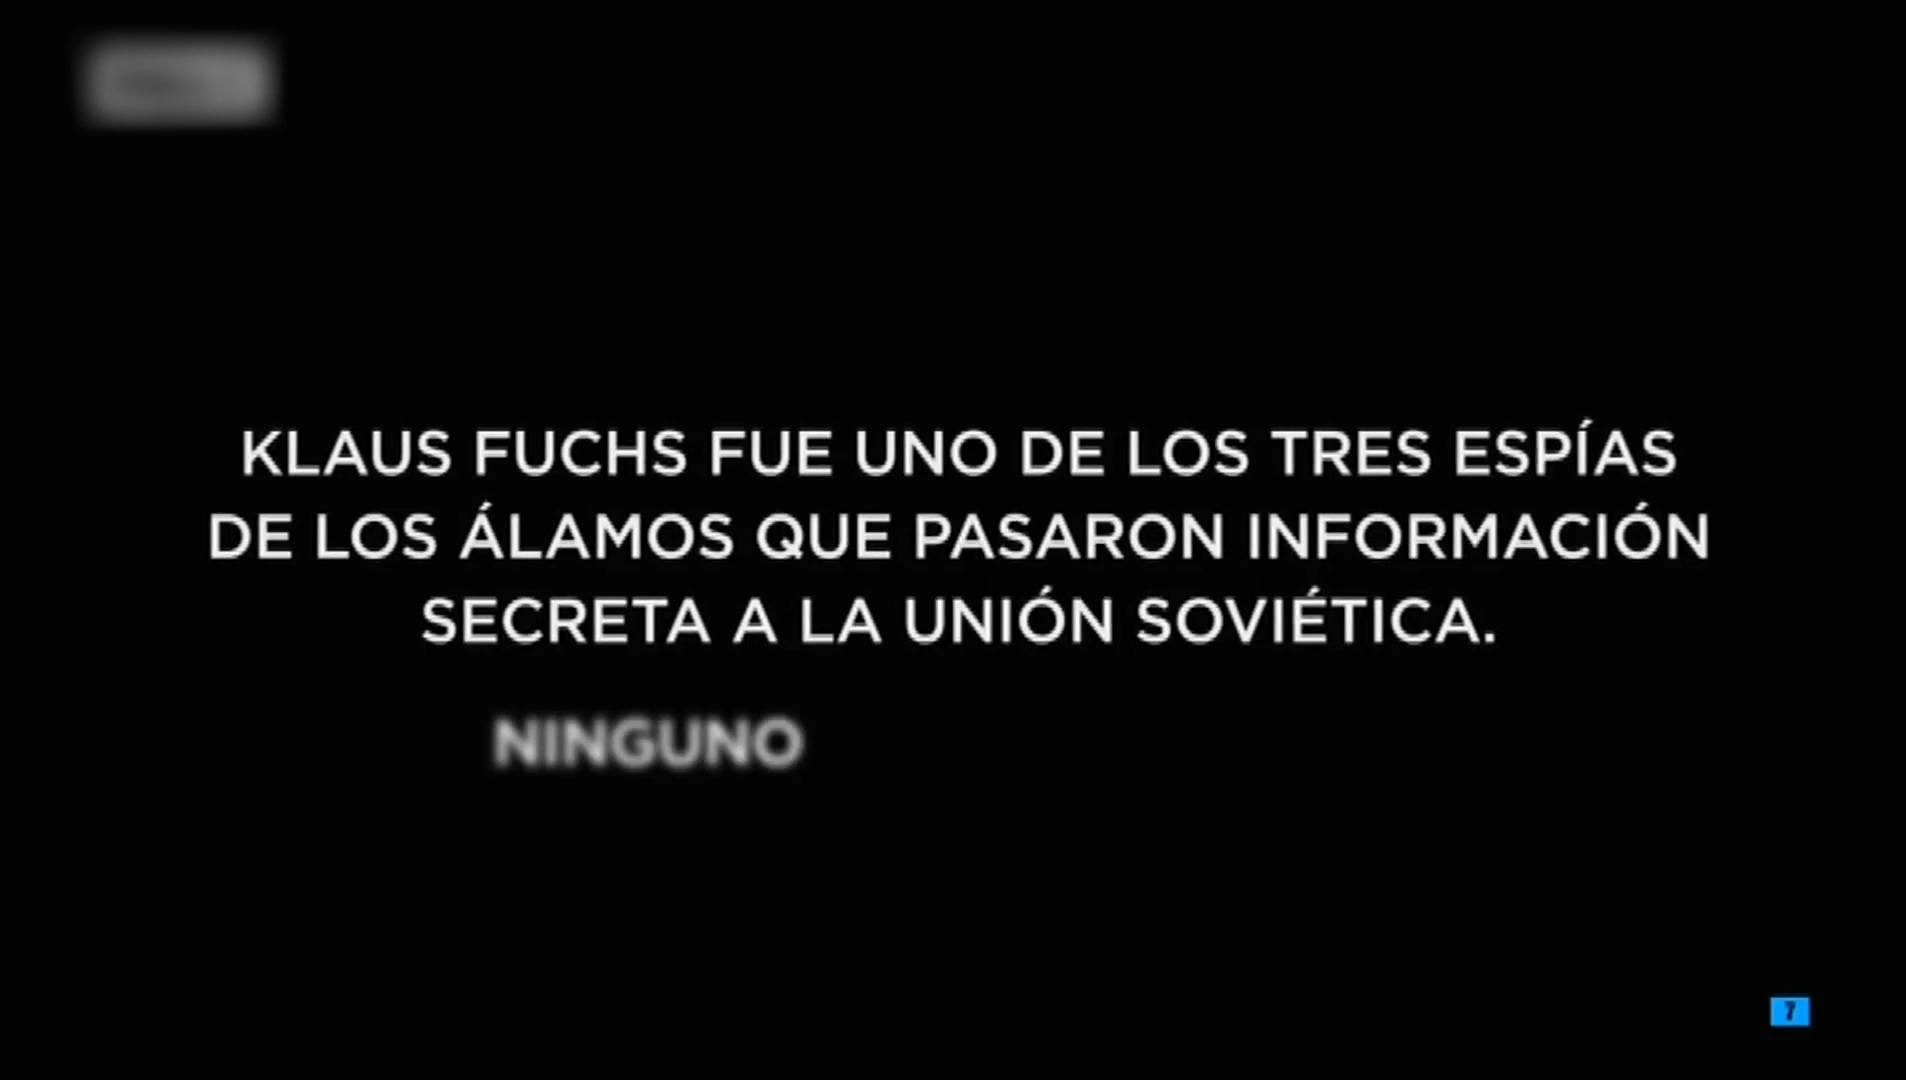 KLAUS FUCHS FUE UNO DE LOS TRES ESPÍAS
DE LOS ÁLAMOS QUE PASARON INFORMACIÓN
SECRETA A LA UNIÓN SOVIÉTICA.
NINGUNO
7